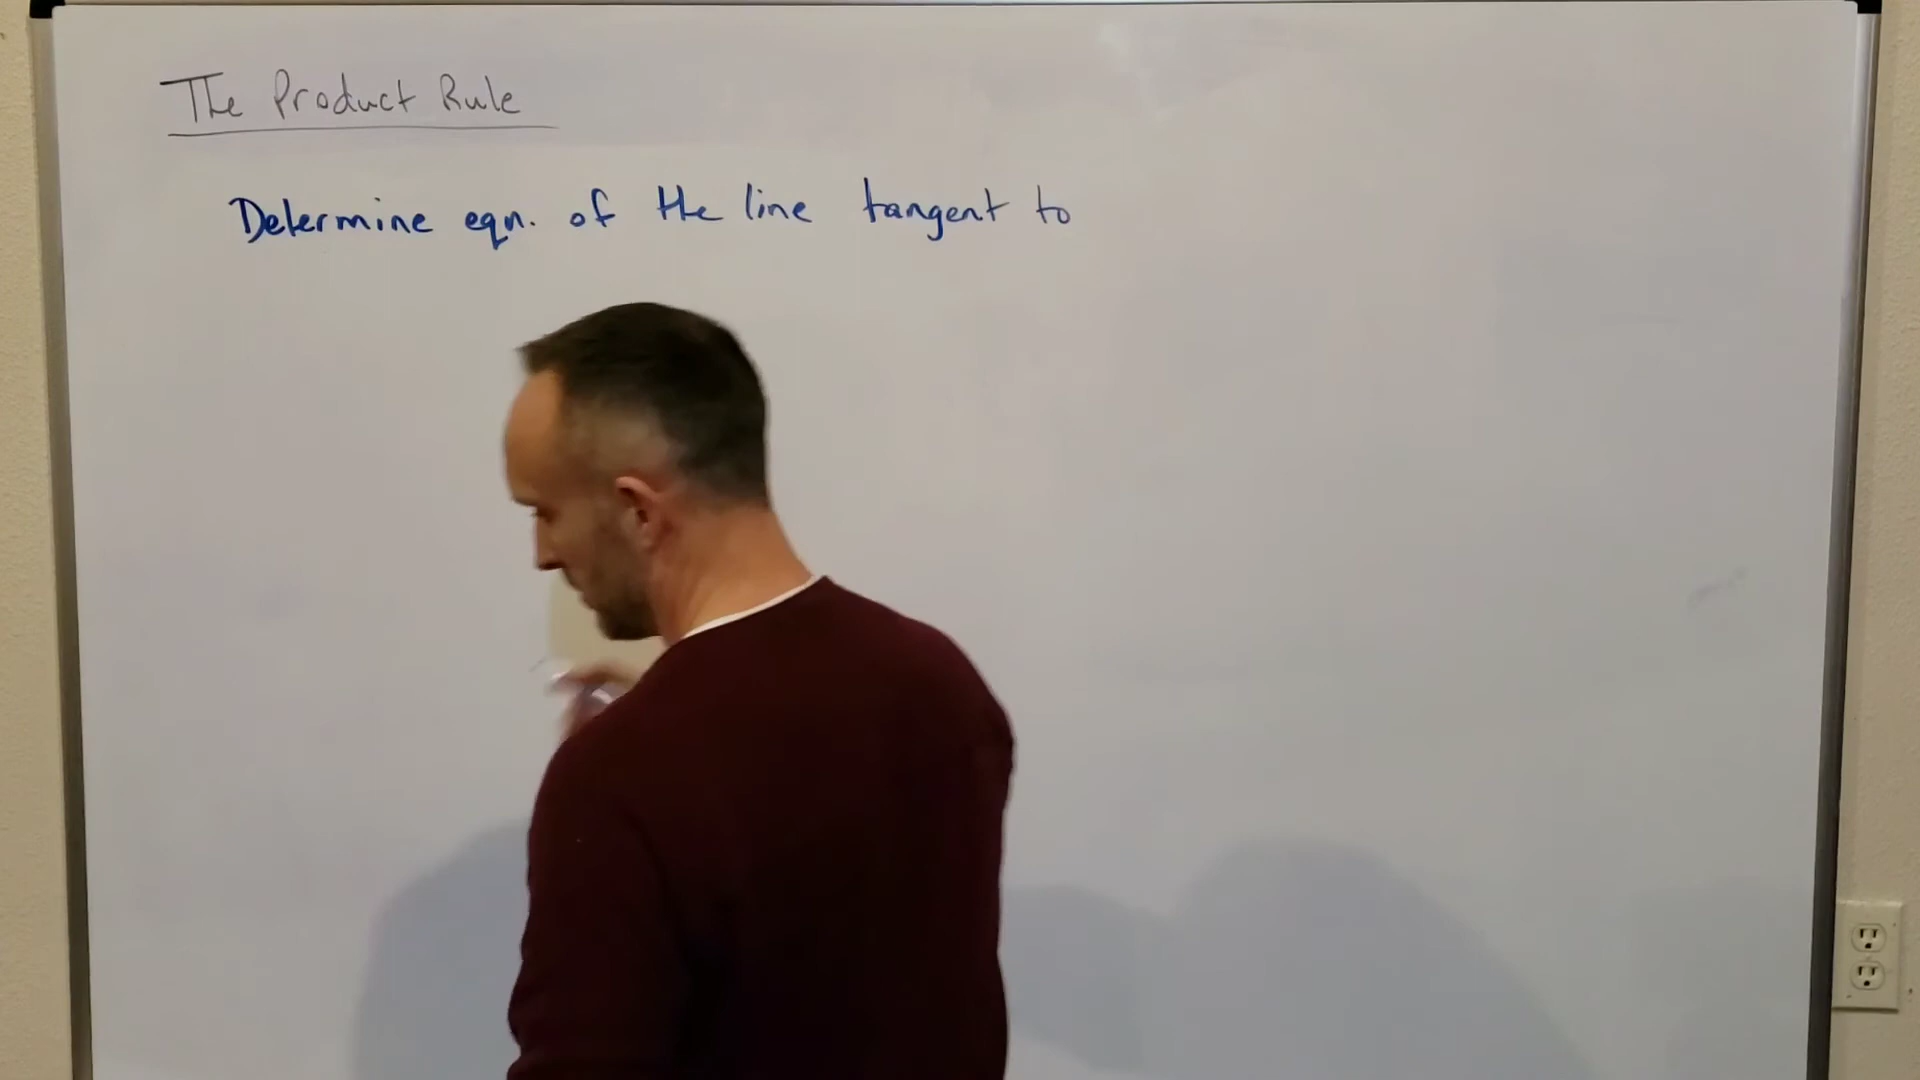 The Product Rule
Determine eqn. of the line tangent to